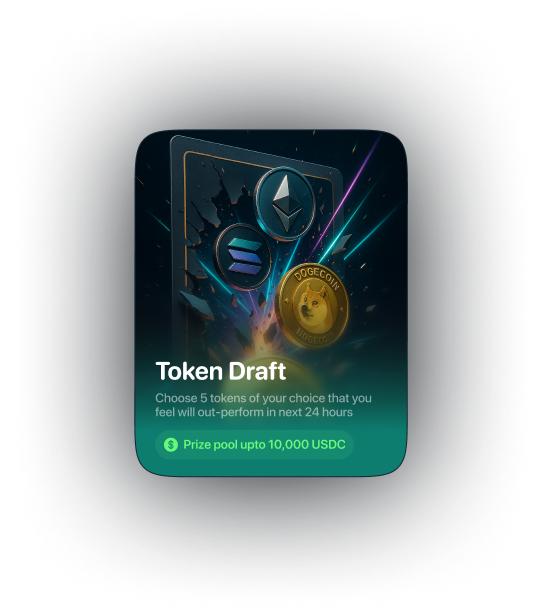 DOGECOIN
Token Draft
Choose 5 tokens of your choice that you
feel will out-perform in next 24 hours
$ Prize pool upto 10,000 USDC